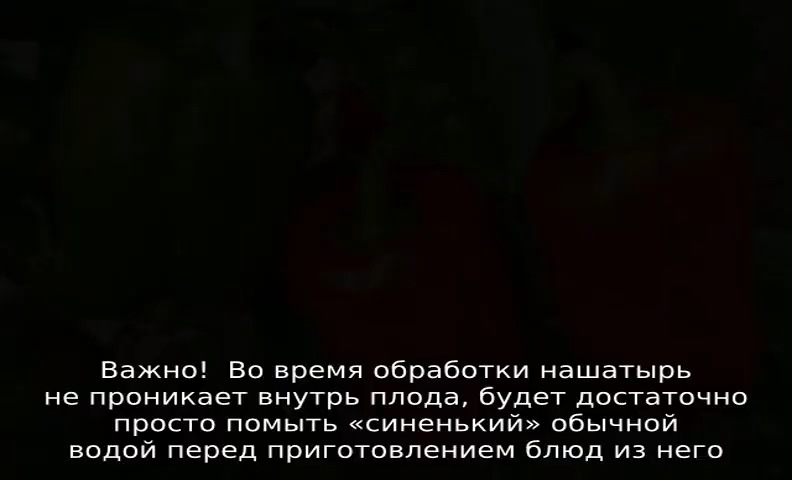 Важно!  Во время обработки нашатырь
не проникает внутрь плода, будет достаточно
просто помыть «синенький» обычной
водой перед приготовлением блюд из него